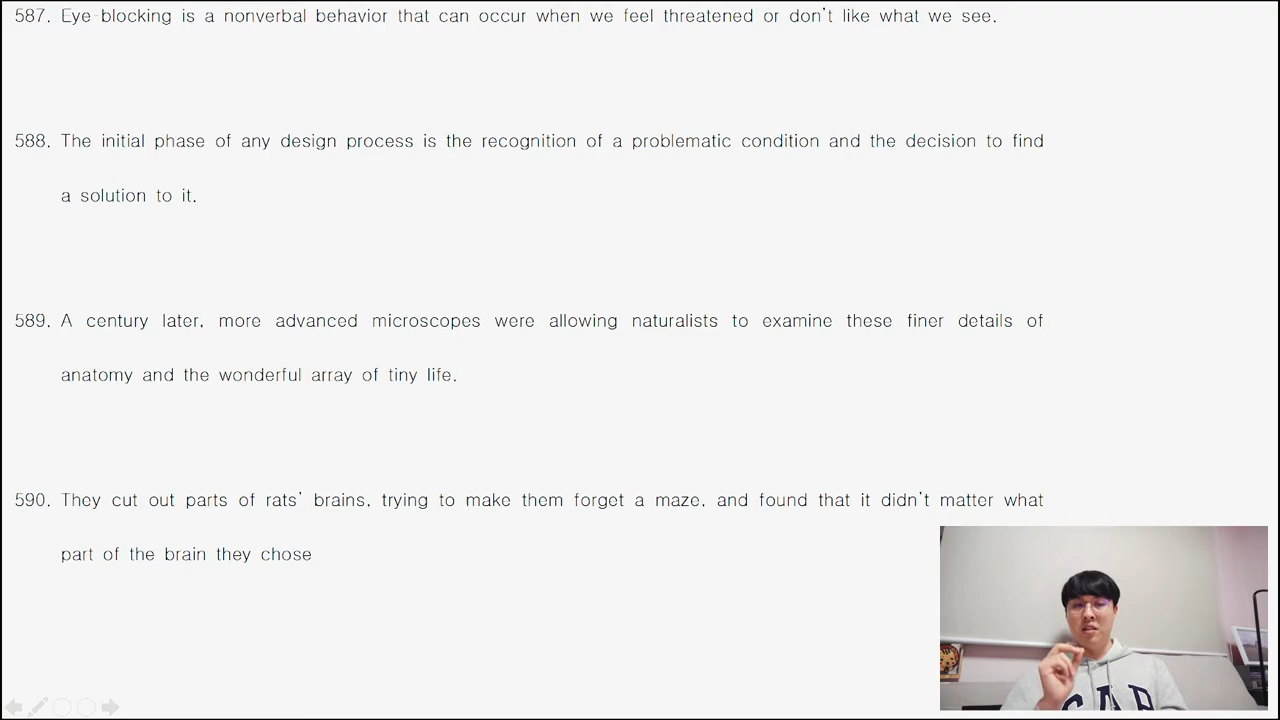 587. Eye-blocking is a nonverbal behavior that can occur when we feel threatened or don't like what we see.
588. The initial phase of any design process is the recognition of a problematic condition and the decision to find
a solution to it.
589. A century later, more advanced microscopes were allowing naturalists to examine these finer details of
anatomy and the wonderful array of tiny life.
590. They cut out parts of rats' brains, trying to make them forget a maze, and found that it didn't matter what
part of the brain they chose
GAP